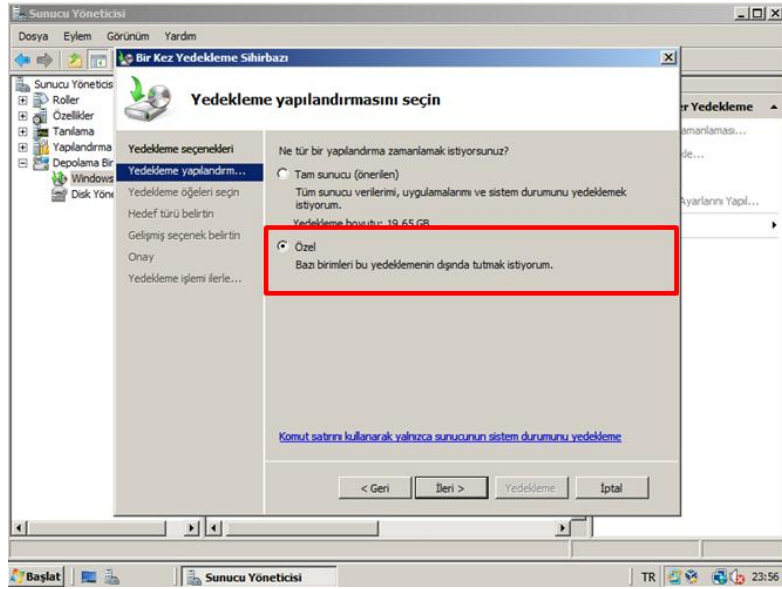 Sunucu Yöneticisi
Dosya Eylem Görünüm Yardım
Bir Kez Yedekleme Sihirbazı
Sunucu Yöneticis
Roller
Özellikler
Tanılama
Yapılandırma
Depolama Bir
Windows
Disk Yöne
Yedekleme yapılandırmasını seçin
Yedekleme seçenekleri
Yedekleme yapılandırm...
Yedekleme öğeleri seçin
Hedef türü belirtin
Gelişmiş seçenek belirtin
Onay
Yedekleme işlemi ilerle...
Ne tür bir yapılandırma zamanlamak istiyorsunuz?
Tam sunucu (önerilen)
Tüm sunucu verilerimi, uygulamalarımı ve sistem durumunu yedeklemek
istiyorum.
Yedekleme boyutu: 19,65 GB
Özel
Bazı birimleri bu yedeklemenin dışında tutmak istiyorum.
Komut satırını kullanarak yalnızca sunucunun sistem durumunu yedekleme
< Geri İleri > Yedekleme İptal
er Yedekleme
amanlaması...
kle...
Ayarlarını Yapıl...
Başlat Sunucu Yöneticisi TR 23:56